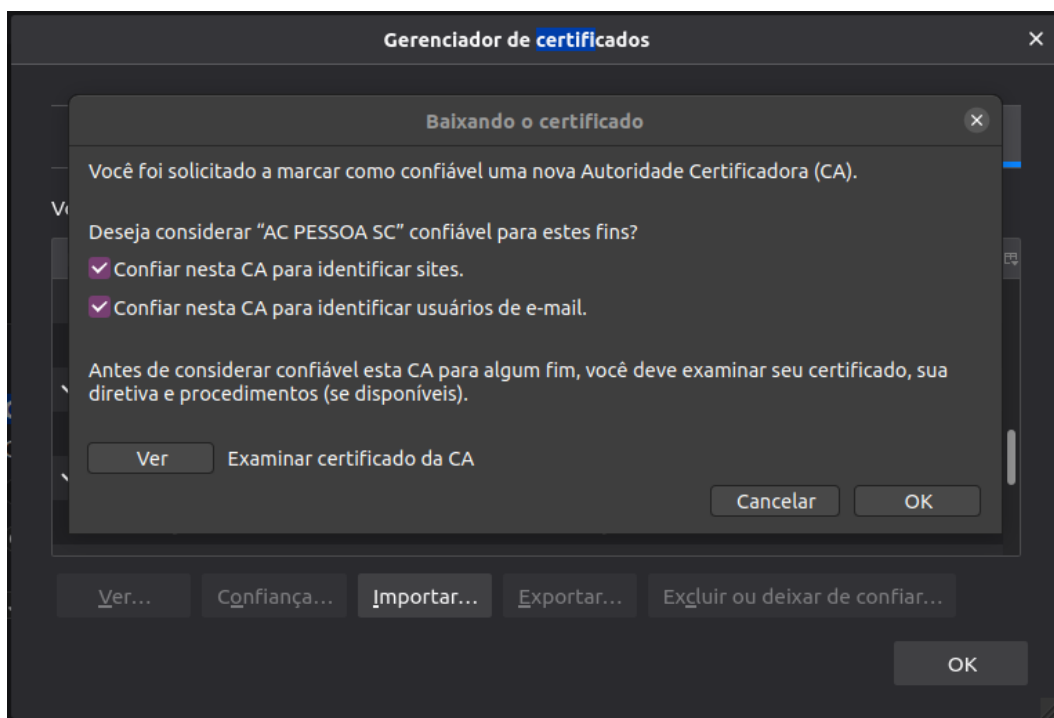 Gerenciador de certificados
Baixando o certificado
Você foi solicitado a marcar como confiável uma nova Autoridade Certificadora (CA).
Deseja considerar “AC PESSOA SC” confiável para estes fins?
Confiar nesta CA para identificar sites.
Confiar nesta CA para identificar usuários de e-mail.
Antes de considerar confiável esta CA para algum fim, você deve examinar seu certificado, sua
diretiva e procedimentos (se disponíveis).
Ver Examinar certificado da CA
Cancelar OK
Ver… Confiança… Importar… Exportar… Excluir ou deixar de confiar…
OK